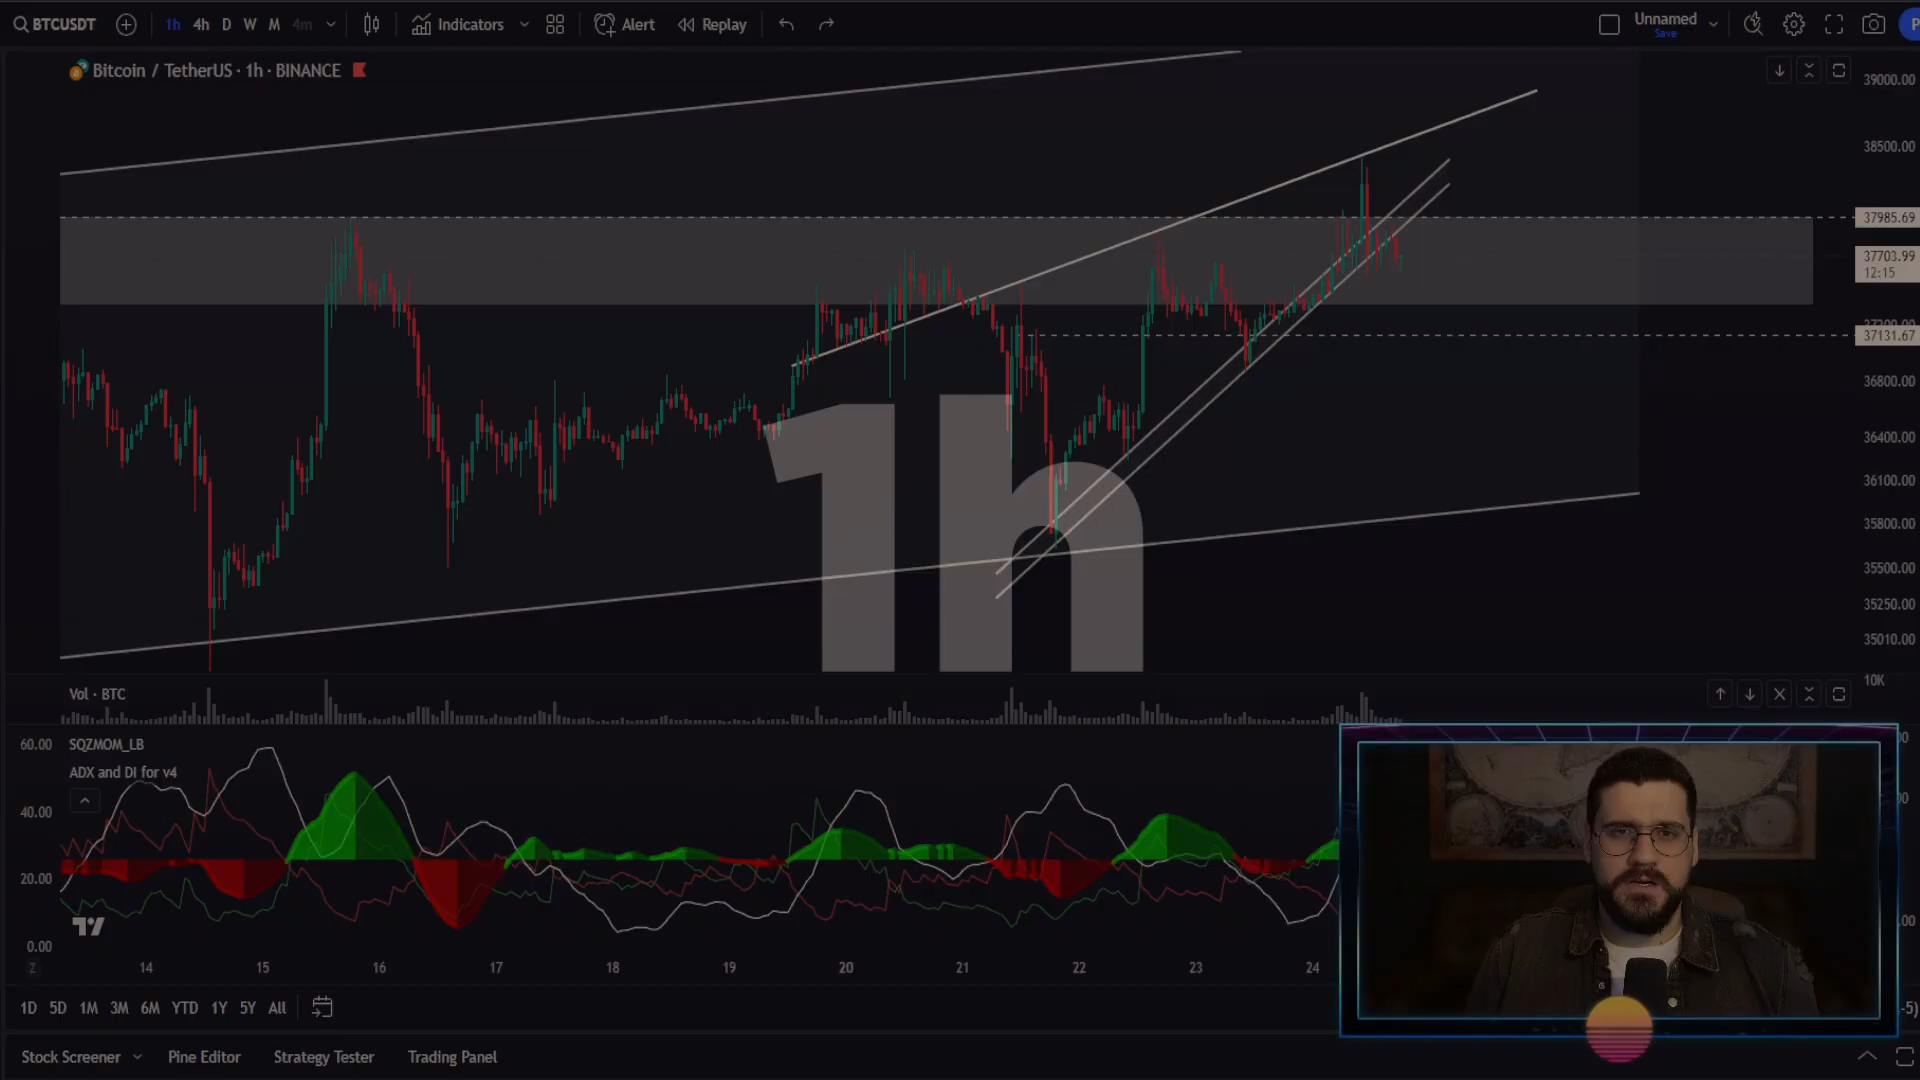 BTCUSDT 1h 4h D W M 4m Indicators Alert Replay Unnamed
Save
P
Bitcoin / TetherUS · 1h · BINANCE
39000.00
38500.00
37985.69
37703.99
12:15
37131.67
36800.00
36400.00
36100.00
35800.00
35500.00
35250.00
35010.00
1h
Vol · BTC
10K
60.00
SQZMOM_LB
ADX and DI for v4
40.00
20.00
0.00
Z 14 15 16 17 18 19 20 21 22 23 24
1D 5D 1M 3M 6M YTD 1Y 5Y All
-5)
Stock Screener Pine Editor Strategy Tester Trading Panel